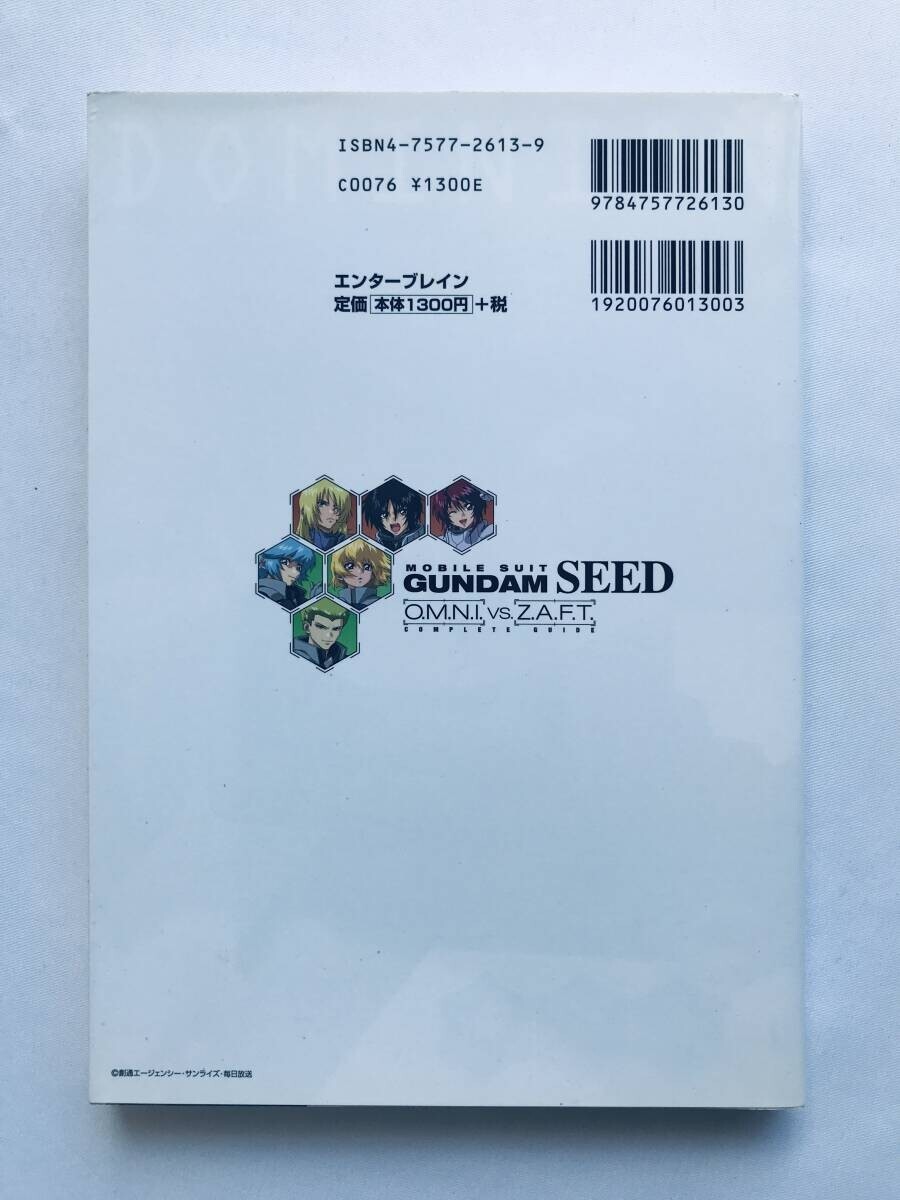 DOMINI
ISBN4-7577-2613-9
C0076 ¥1300E
9784757726130
エンターブレイン
定価 本体1300円 +税
1920076013003
MOBILE SUIT
GUNDAM SEED
O.M.N.I. VS. Z.A.F.T.
COMPLETE GUIDE
©創通エージェンシー・サンライズ・毎日放送